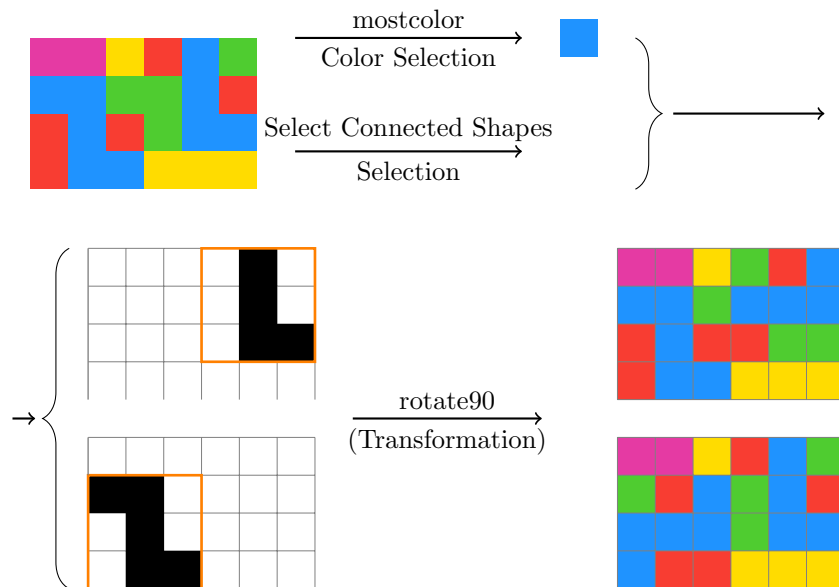 mostcolor
Color Selection
Select Connected Shapes
Selection
rotate90
(Transformation)